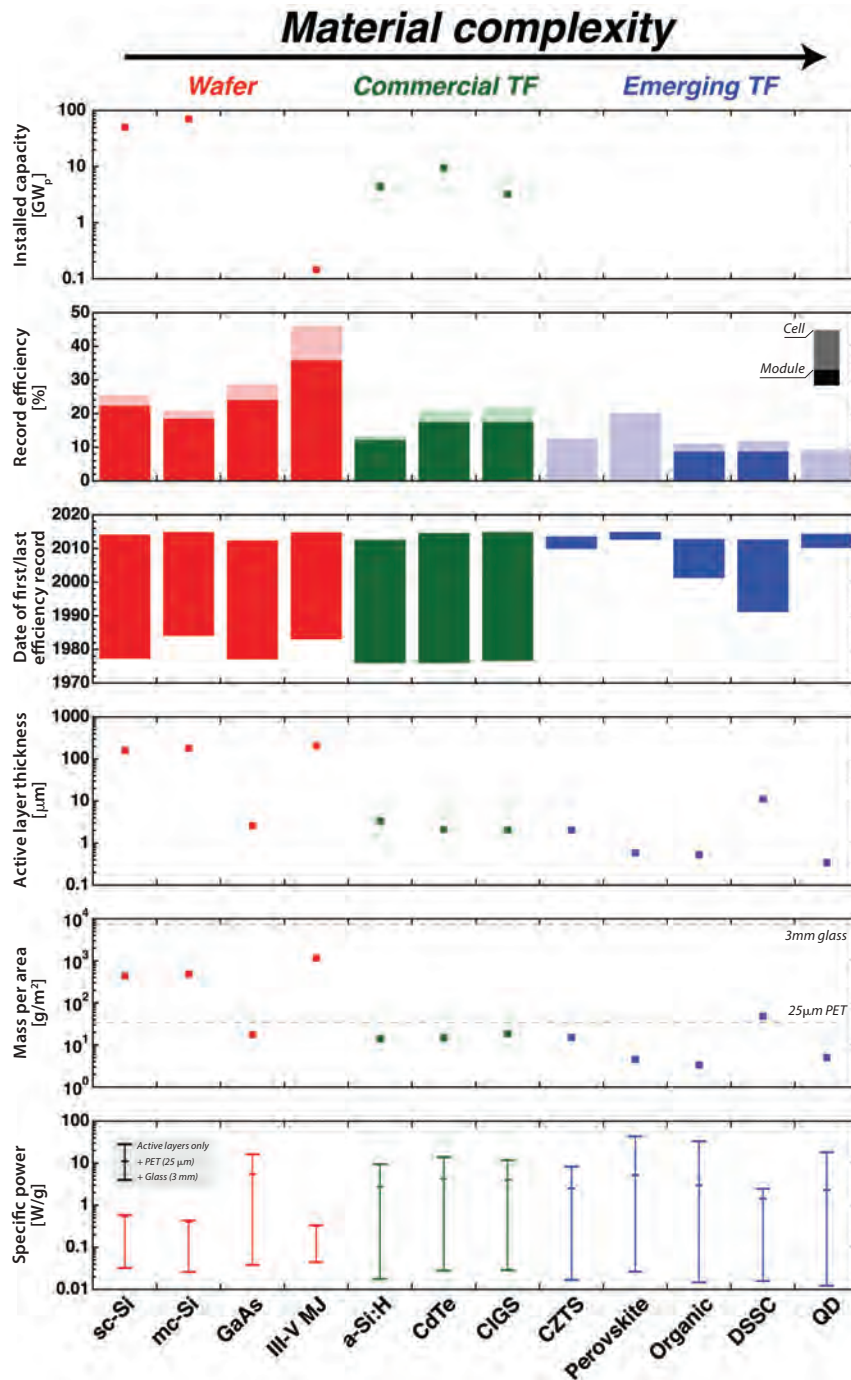 Material complexity
Wafer
Commercial TF
Emerging TF
Installed capacity
[GWp]
100
10
1
0.1
Record efficiency
[%]
50
40
30
20
10
0
Cell
Module
Date of first/last
efficiency record
2020
2010
2000
1990
1980
1970
Active layer thickness
[μm]
1000
100
10
1
0.1
Mass per area
[g/m²]
10⁴
10³
10²
10¹
10⁰
3mm glass
25μm PET
Specific power
[W/g]
100
10
1
0.1
0.01
Active layers only
+ PET (25 μm)
+ Glass (3 mm)
sc-Si
mc-Si
GaAs
III-V MJ
a-Si:H
CdTe
CIGS
CZTS
Perovskite
Organic
DSSC
QD